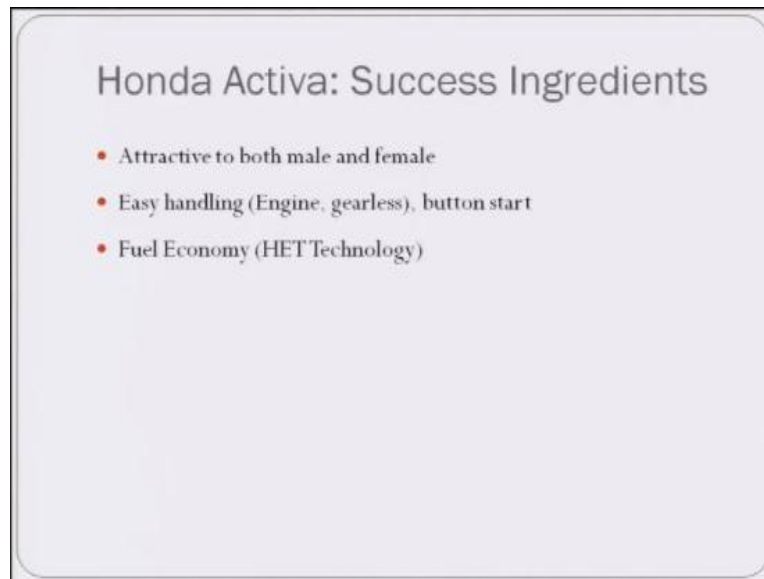 Honda Activa: Success Ingredients
• Attractive to both male and female
• Easy handling (Engine, gearless), button start
• Fuel Economy (HET Technology)